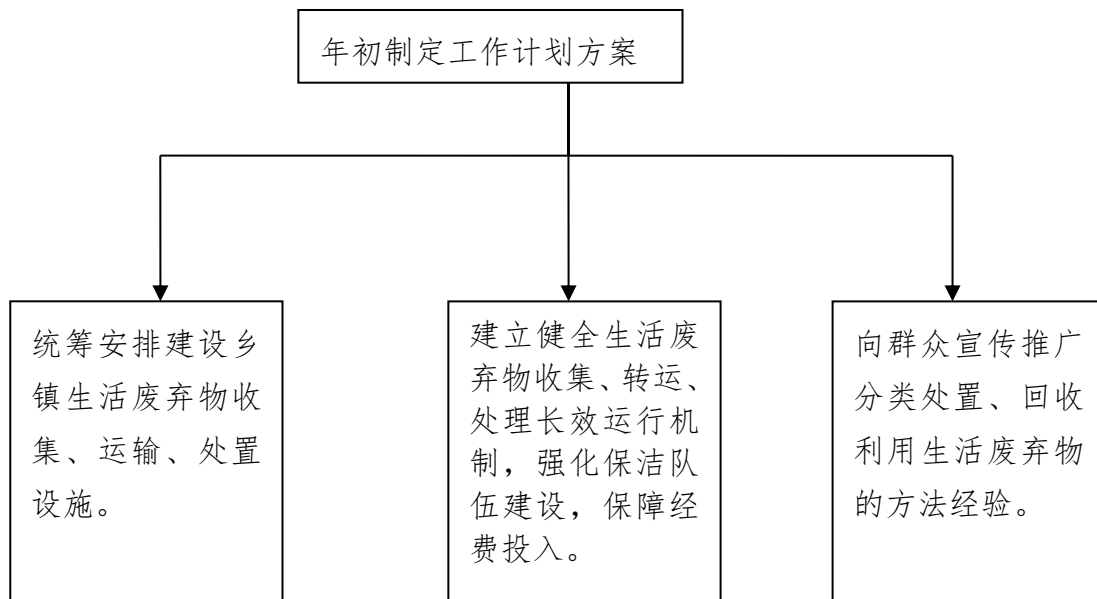 年初制定工作计划方案
统筹安排建设乡
镇生活废弃物收
集、运输、处置
设施。
建立健全生活废
弃物收集、转运、
处理长效运行机
制，强化保洁队
伍建设，保障经
费投入。
向群众宣传推广
分类处置、回收
利用生活废弃物
的方法经验。